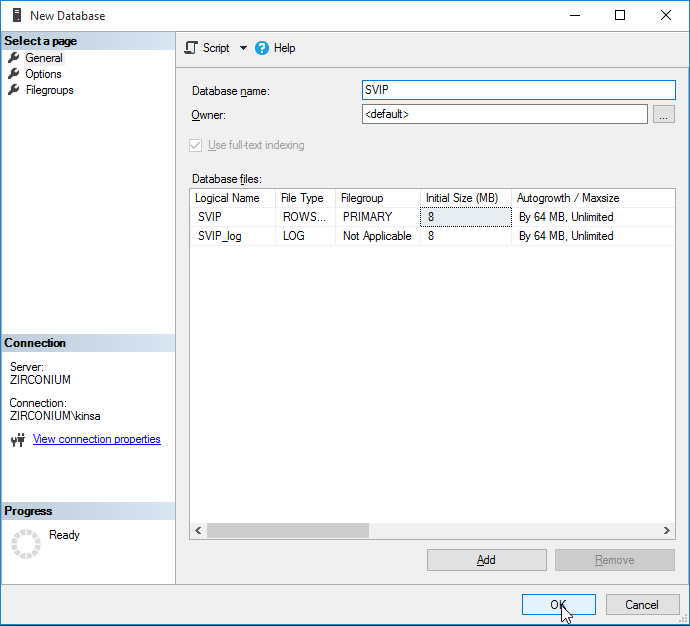 New Database
Select a page
General
Options
Filegroups
Script
Help
Database name:
SVIP
Owner:
<default>
...
Use full-text indexing
Database files:
Logical Name File Type Filegroup Initial Size (MB) Autogrowth / Maxsize
SVIP ROWS... PRIMARY 8 By 64 MB, Unlimited
SVIP_log LOG Not Applicable 8 By 64 MB, Unlimited
Connection
Server:
ZIRCONIUM
Connection:
ZIRCONIUM\kinsa
View connection properties
Progress
Ready
Add Remove
OK Cancel